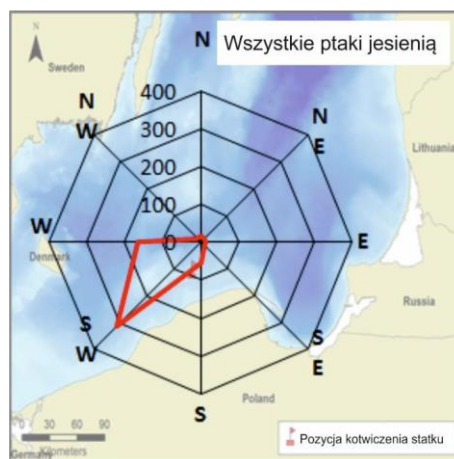 Wszystkie ptaki jesienią
N
Sweden
400
N
W
N
E
300
Lithuania
200
100
W
0
E
Denmark
Russia
S
W
S
E
S
Poland
0 30 60 90
Kilometers
Germany
Pozycja kotwiczenia statku